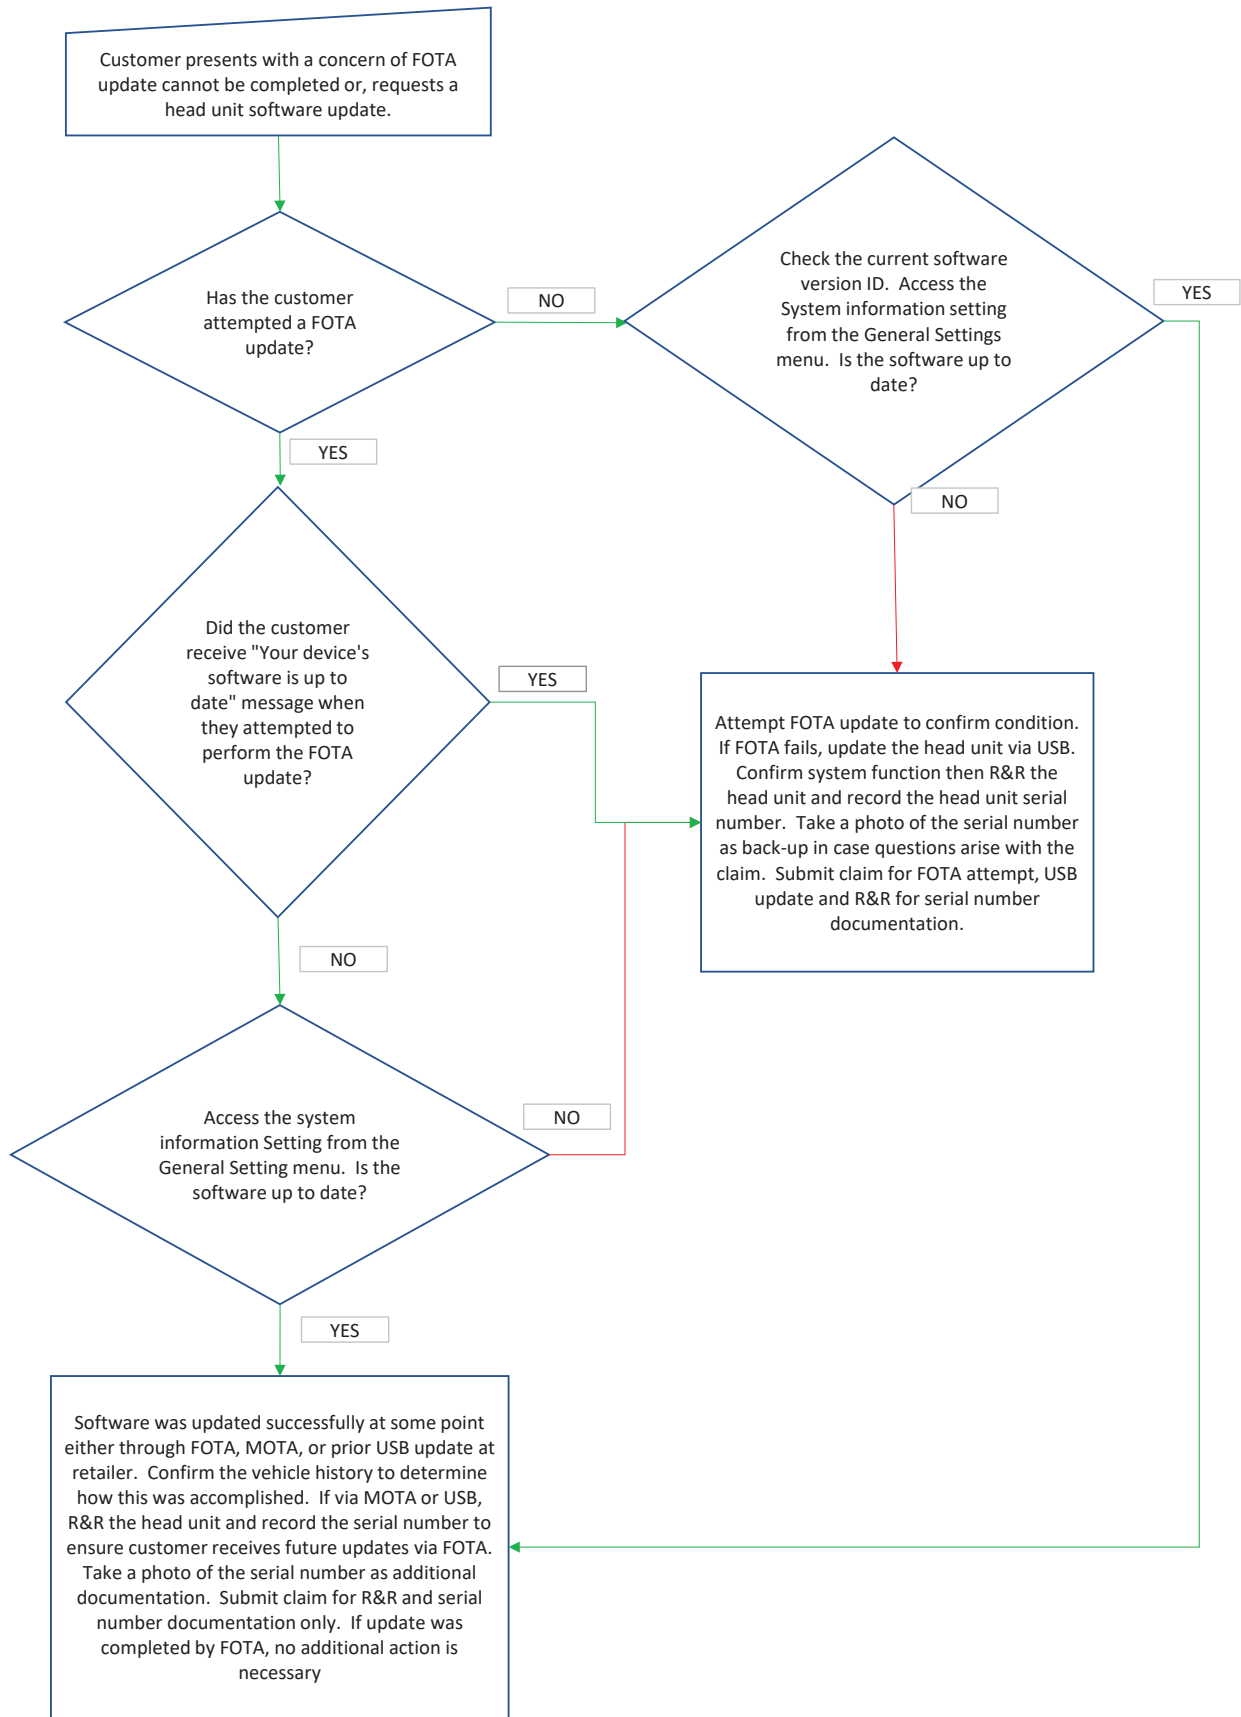 Customer presents with a concern of FOTA
update cannot be completed or, requests a
head unit software update.
Has the customer
attempted a FOTA
update?
NO
Check the current software
version ID.  Access the
System information setting
from the General Settings
menu.  Is the software up to
date?
YES
YES
NO
Did the customer
receive "Your device's
software is up to
date" message when
they attempted to
perform the FOTA
update?
YES
Attempt FOTA update to confirm condition.
If FOTA fails, update the head unit via USB.
Confirm system function then R&R the
head unit and record the head unit serial
number.  Take a photo of the serial number
as back-up in case questions arise with the
claim.  Submit claim for FOTA attempt, USB
update and R&R for serial number
documentation.
NO
Access the system
information Setting from the
General Setting menu.  Is the
software up to date?
NO
YES
Software was updated successfully at some point
either through FOTA, MOTA, or prior USB update at
retailer.  Confirm the vehicle history to determine
how this was accomplished.  If via MOTA or USB,
R&R the head unit and record the serial number to
ensure customer receives future updates via FOTA.
Take a photo of the serial number as additional
documentation.  Submit claim for R&R and serial
number documentation only.  If update was
completed by FOTA, no additional action is
necessary